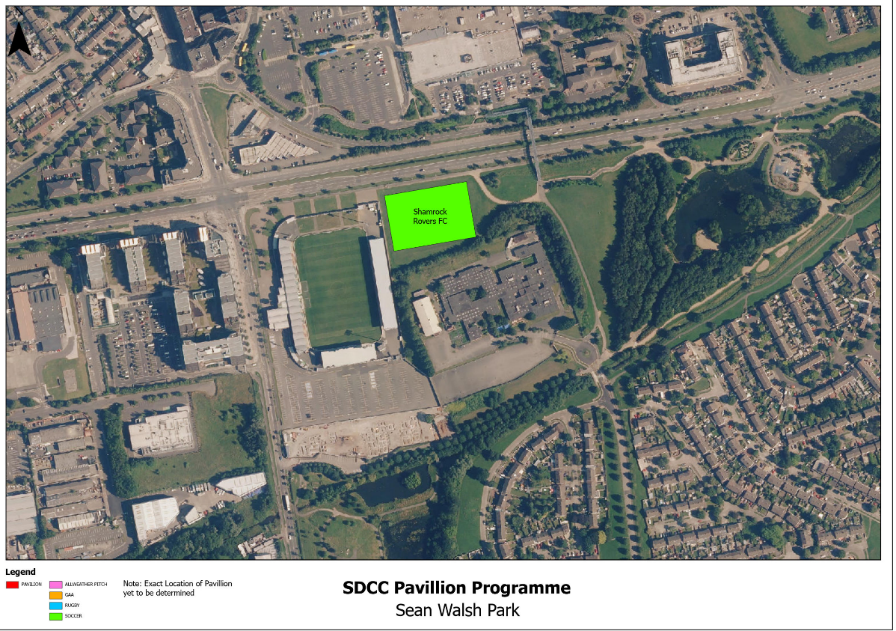 Shamrock
Rovers FC
Legend
PAVILION
ALLWEATHER PITCH
GAA
RUGBY
SOCCER
Note: Exact Location of Pavillion
yet to be determined
SDCC Pavillion Programme
Sean Walsh Park